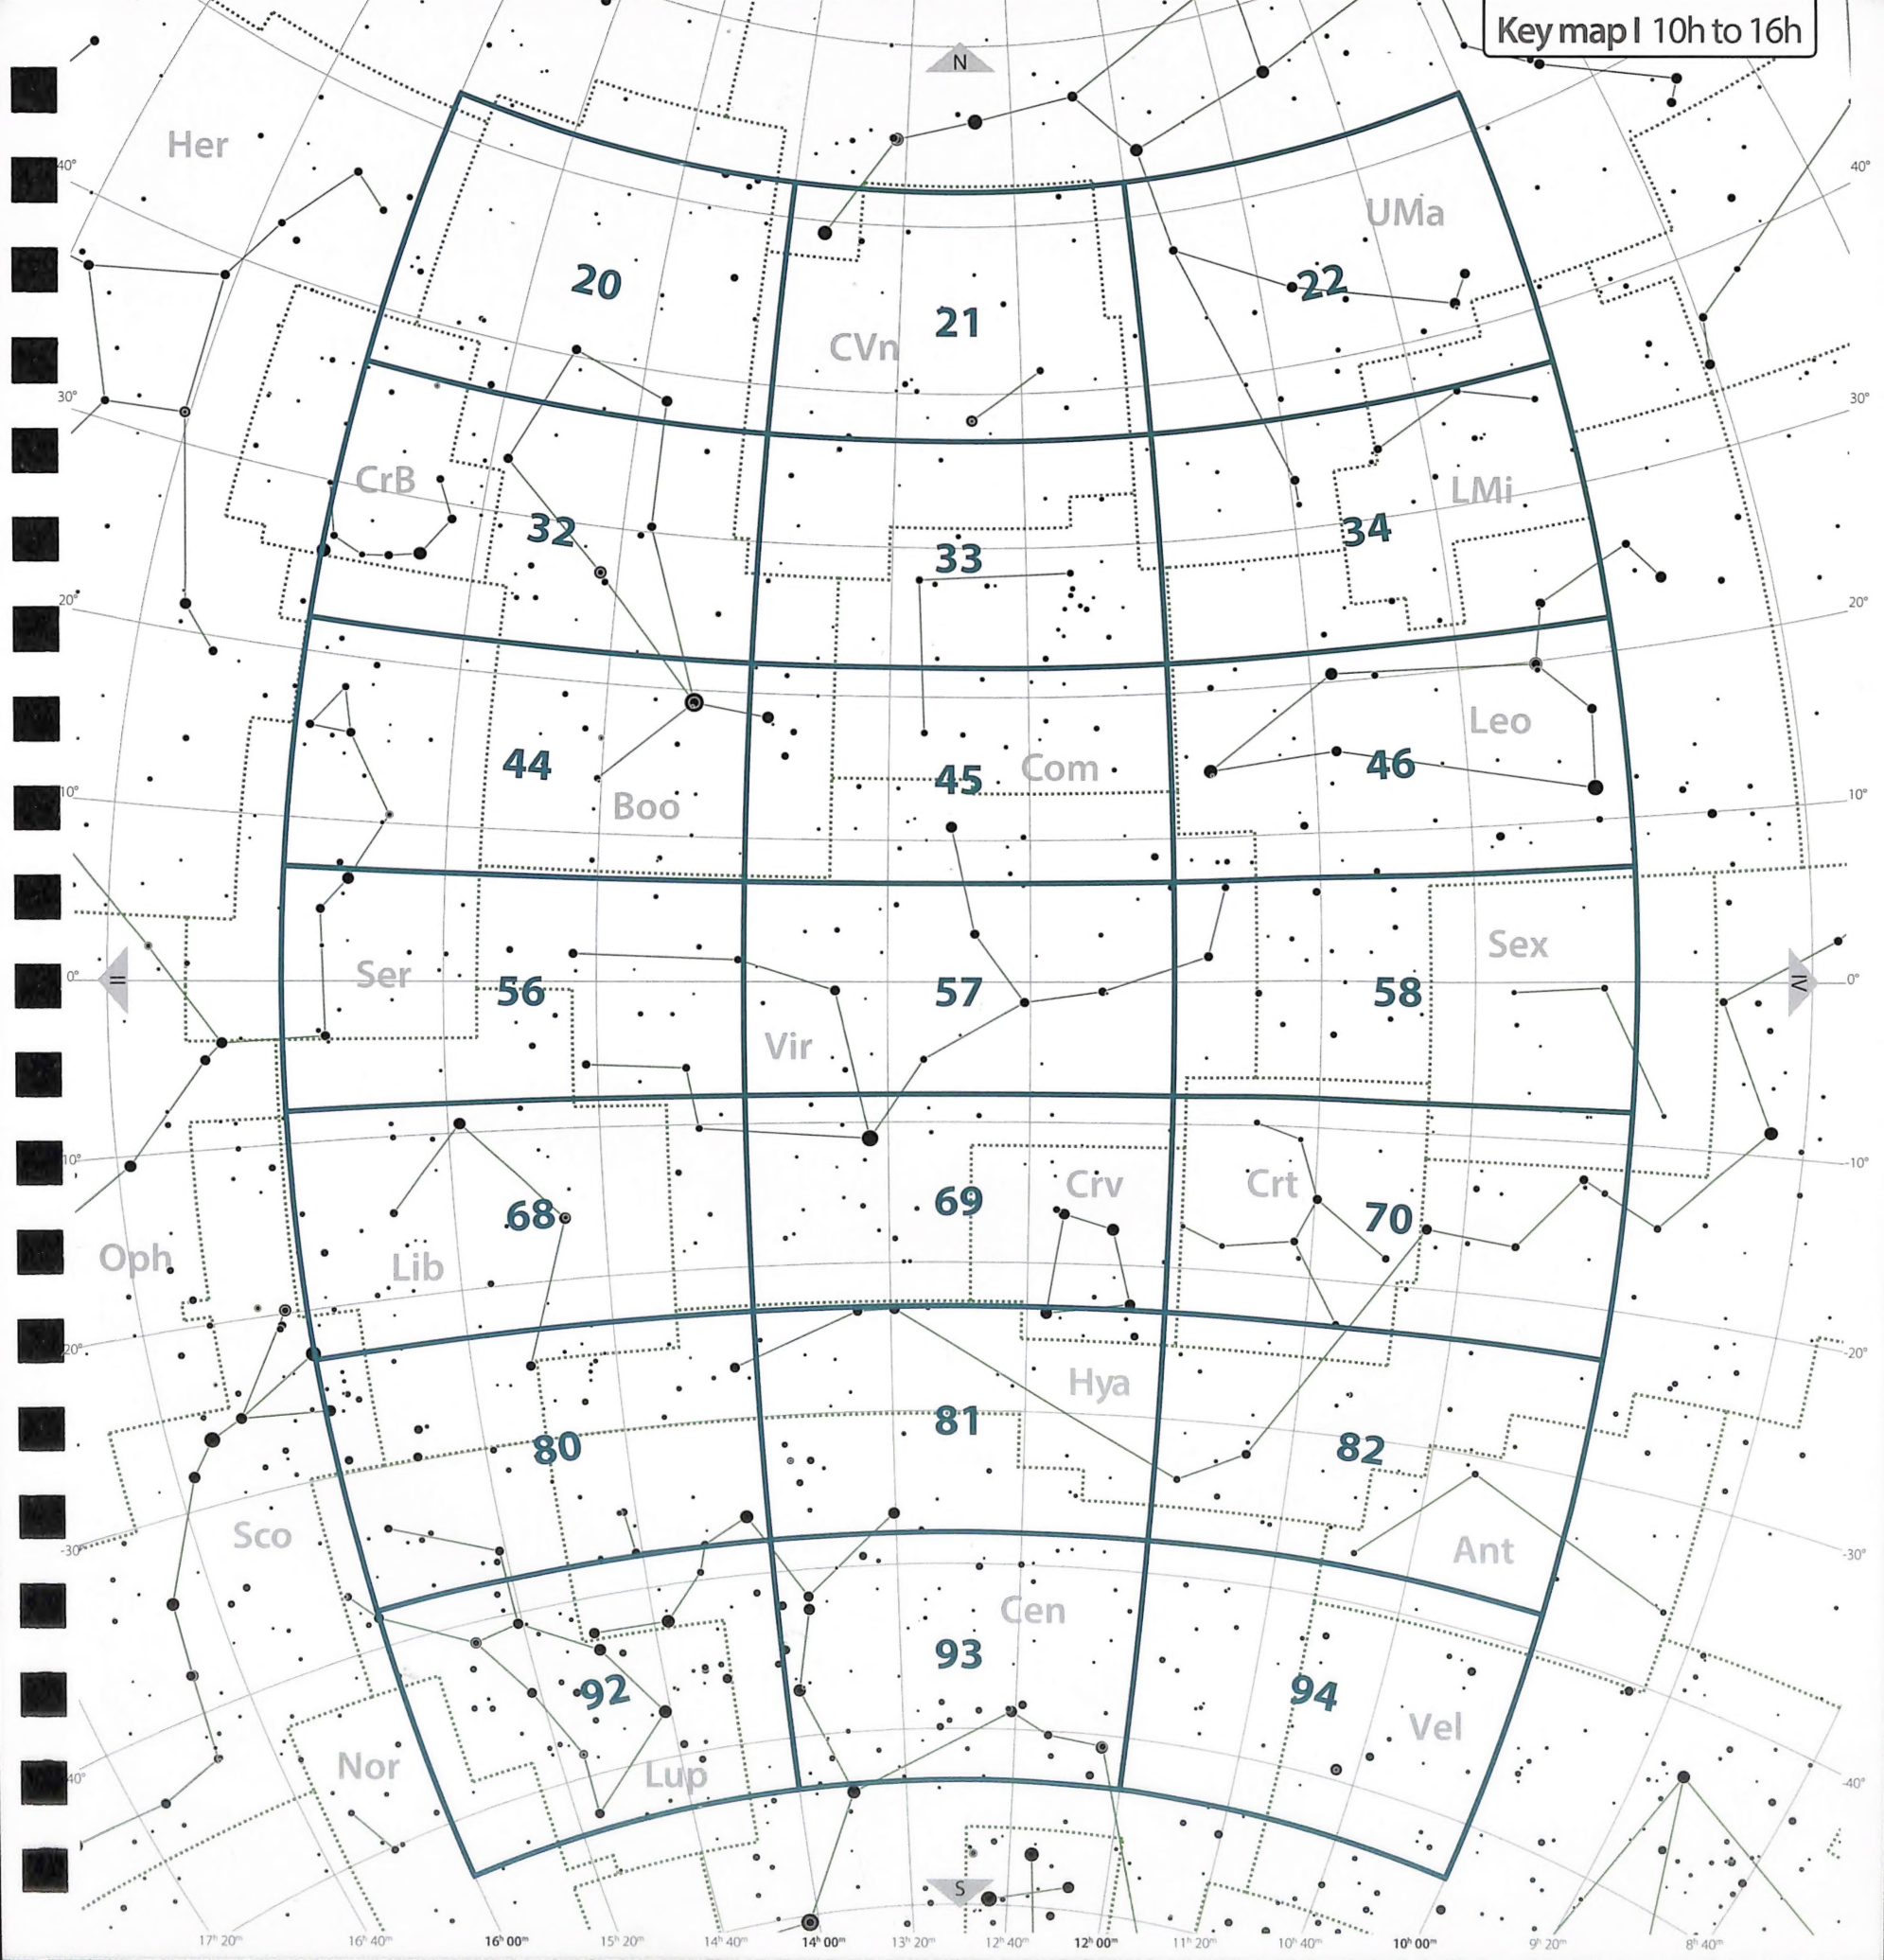 Key map I 10h to 16h
N
Her
40°
40°
UMa
20
22
21
CVn
30°
30°
CrB
LMi
32
34
33
20°
20°
Leo
44
46
Com
45
10°
10°
Boo
Sex
II
0°
Ser
56
57
58
IV
0°
Vir
-10°
-10°
Crv
Crt
68
69
70
Oph
Lib
-20°
-20°
Hya
81
80
82
Sco
-30°
-30°
Ant
Cen
93
92
94
Vel
Nor
Lup
-40°
-40°
S
17h 20m
16h 40m
16h 00m
15h 20m
14h 40m
14h 00m
13h 20m
12h 40m
12h 00m
11h 20m
10h 40m
10h 00m
9h 20m
8h 40m